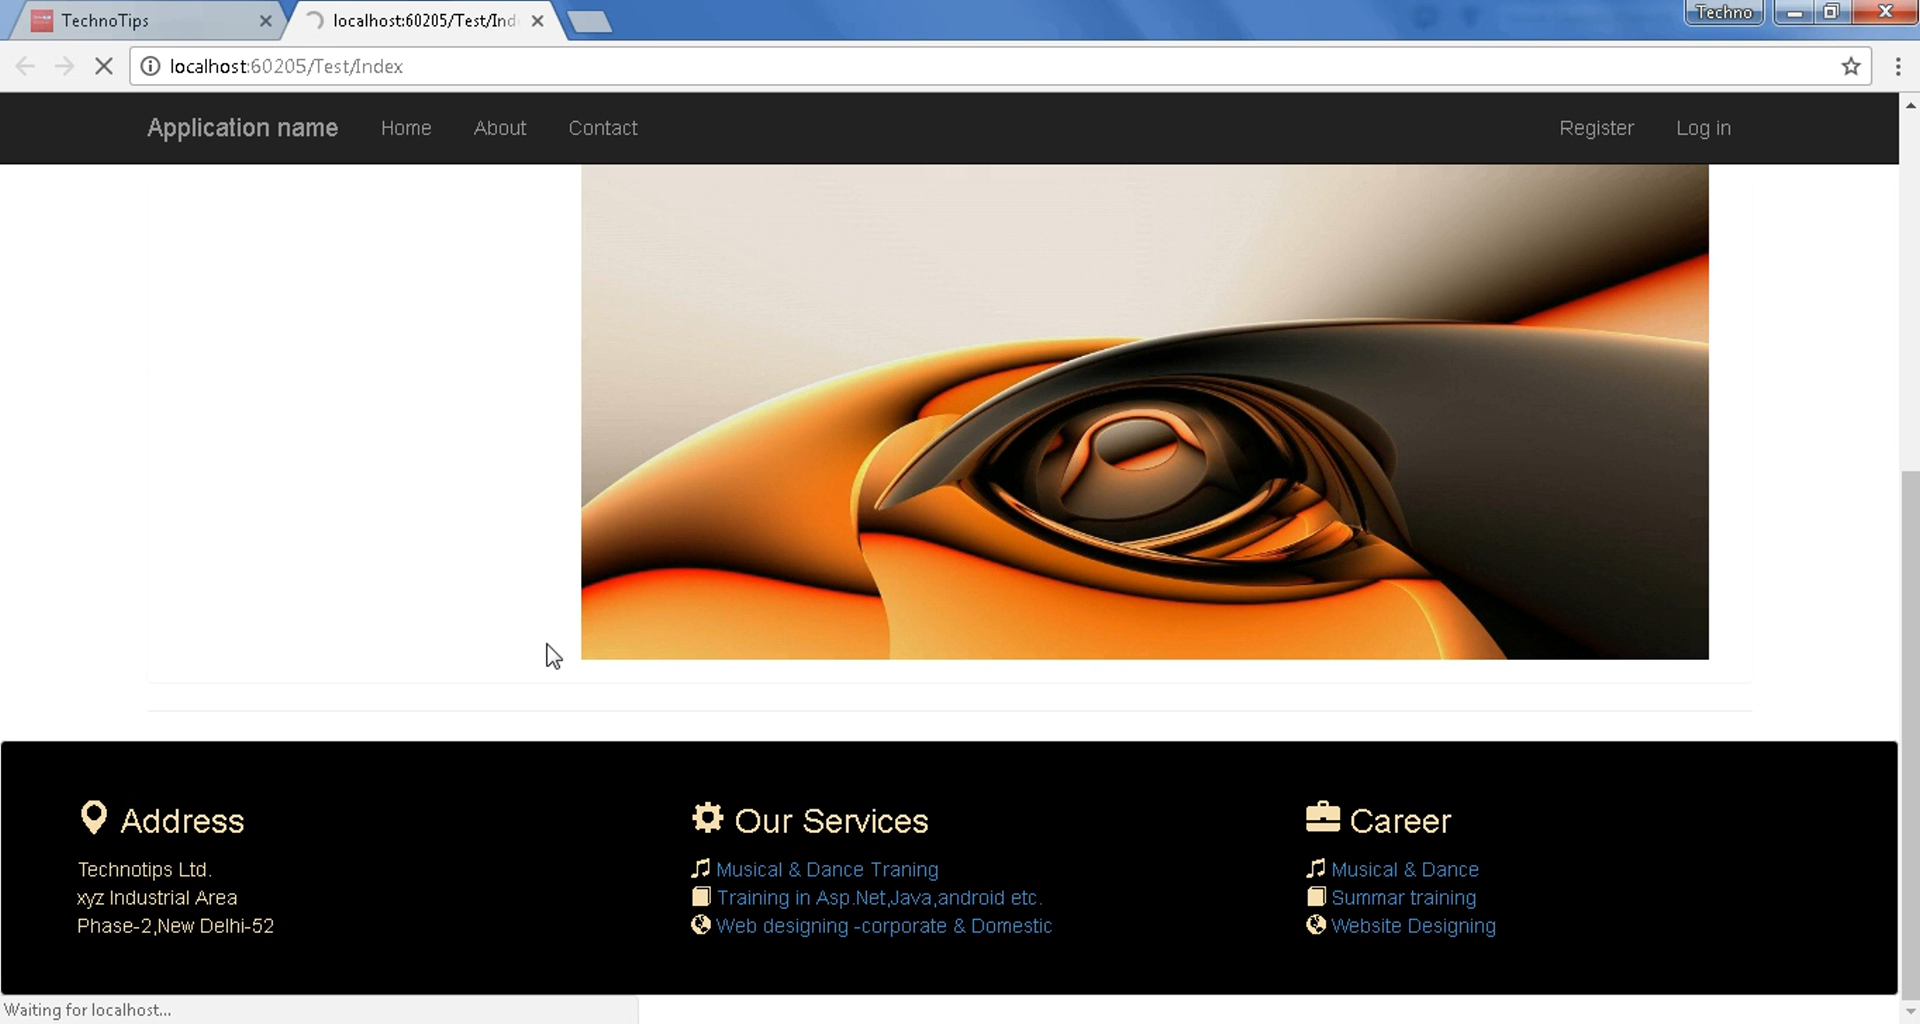 TechnoTips
localhost:60205/Test/Ind
Techno
localhost:60205/Test/Index
Application name
Home
About
Contact
Register
Log in
Address
Technotips Ltd.
xyz Industrial Area
Phase-2,New Delhi-52
Our Services
Musical & Dance Traning
Training in Asp.Net,Java,android etc.
Web designing -corporate & Domestic
Career
Musical & Dance
Summar training
Website Designing
Waiting for localhost...